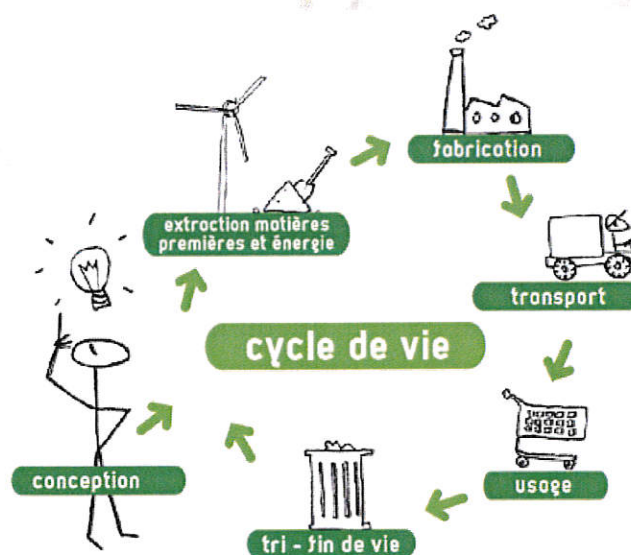 fabrication
extraction matières
premières et énergie
transport
cycle de vie
conception
usage
tri - fin de vie